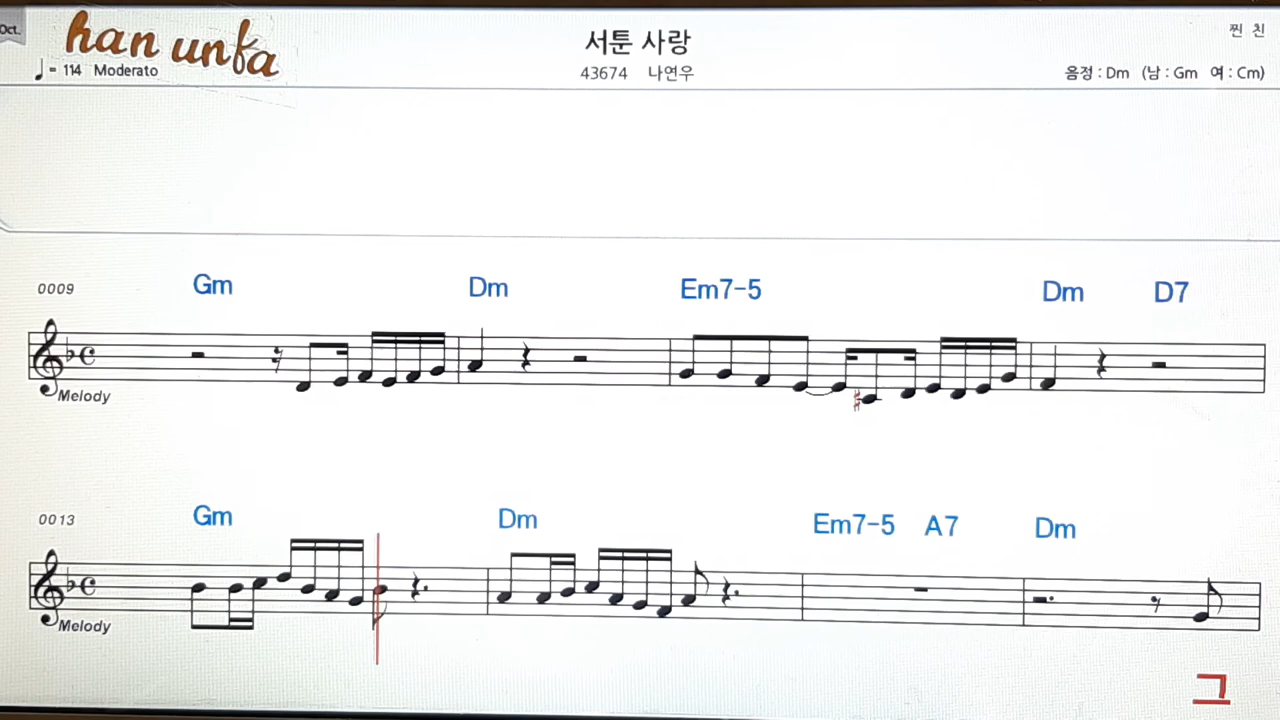 Oct.
han unfa
♩= 114 Moderato
서툰 사랑
43674 나연우
찐 친
음정 : Dm (남 : Gm 여 : Cm)
0009
Gm Dm Em7-5 Dm D7
Melody
0013
Gm Dm Em7-5 A7 Dm
Melody
그